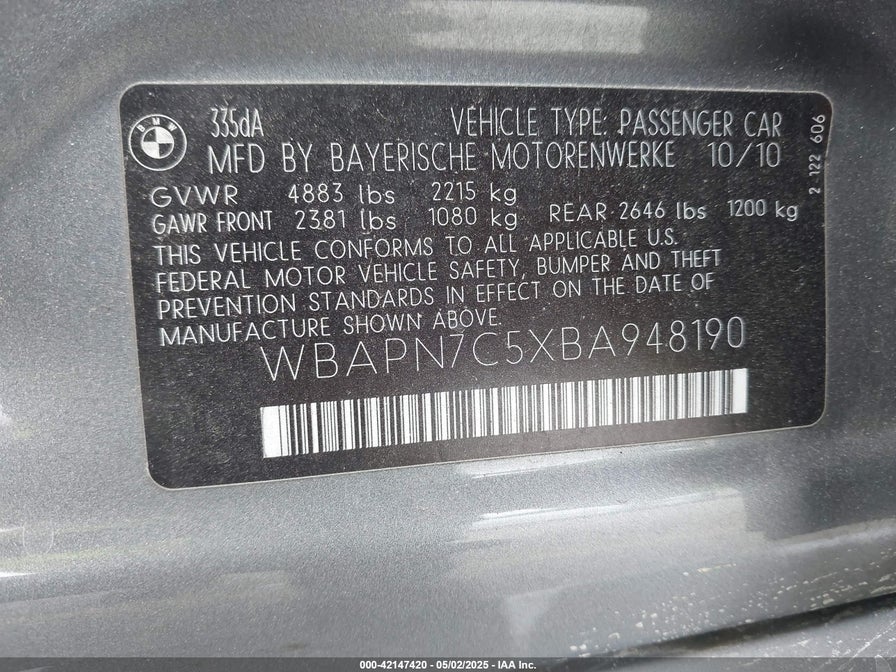 BMW
335dA VEHICLE TYPE: PASSENGER CAR
MFD BY BAYERISCHE MOTORENWERKE 10/10
GVWR 4883 lbs 2215 kg
GAWR FRONT 2381 lbs 1080 kg REAR 2646 lbs 1200 kg
THIS VEHICLE CONFORMS TO ALL APPLICABLE U.S.
FEDERAL MOTOR VEHICLE SAFETY, BUMPER AND THEFT
PREVENTION STANDARDS IN EFFECT ON THE DATE OF
MANUFACTURE SHOWN ABOVE.
WBAPN7C5XBA948190
2 122 606
000-42147420 - 05/02/2025 - IAA Inc.